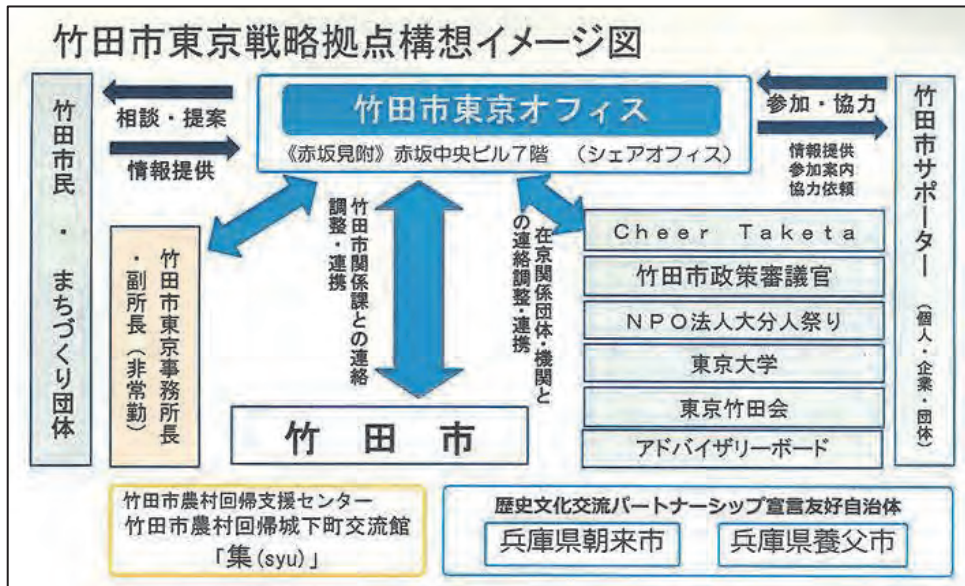 竹田市東京戦略拠点構想イメージ図
竹田市民・まちづくり団体
相談・提案
情報提供
竹田市東京オフィス
《赤坂見附》赤坂中央ビル7階　（シェアオフィス）
参加・協力
情報提供
参加案内
協力依頼
竹田市サポーター（個人・企業・団体）
竹田市東京事務所長
・副所長（非常勤）
竹田市関係課との連絡
調整・連携
在京関係団体・機関と
の連絡調整・連携
Cheer Taketa
竹田市政策審議官
NPO法人大分人祭り
東京大学
東京竹田会
アドバイザリーボード
竹田市
竹田市農村回帰支援センター
竹田市農村回帰城下町交流館
「集(syu)」
歴史文化交流パートナーシップ宣言友好自治体
兵庫県朝来市
兵庫県養父市